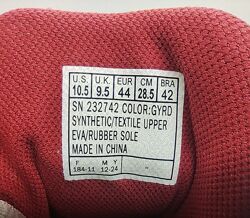 U.S. U.K. EUR CM BRA
10.5 9.5 44 28.5 42
SN 232742 COLOR:GYRD
SYNTHETIC/TEXTILE UPPER
EVA/RUBBER SOLE
MADE IN CHINA
F M Y
184-11 12-24